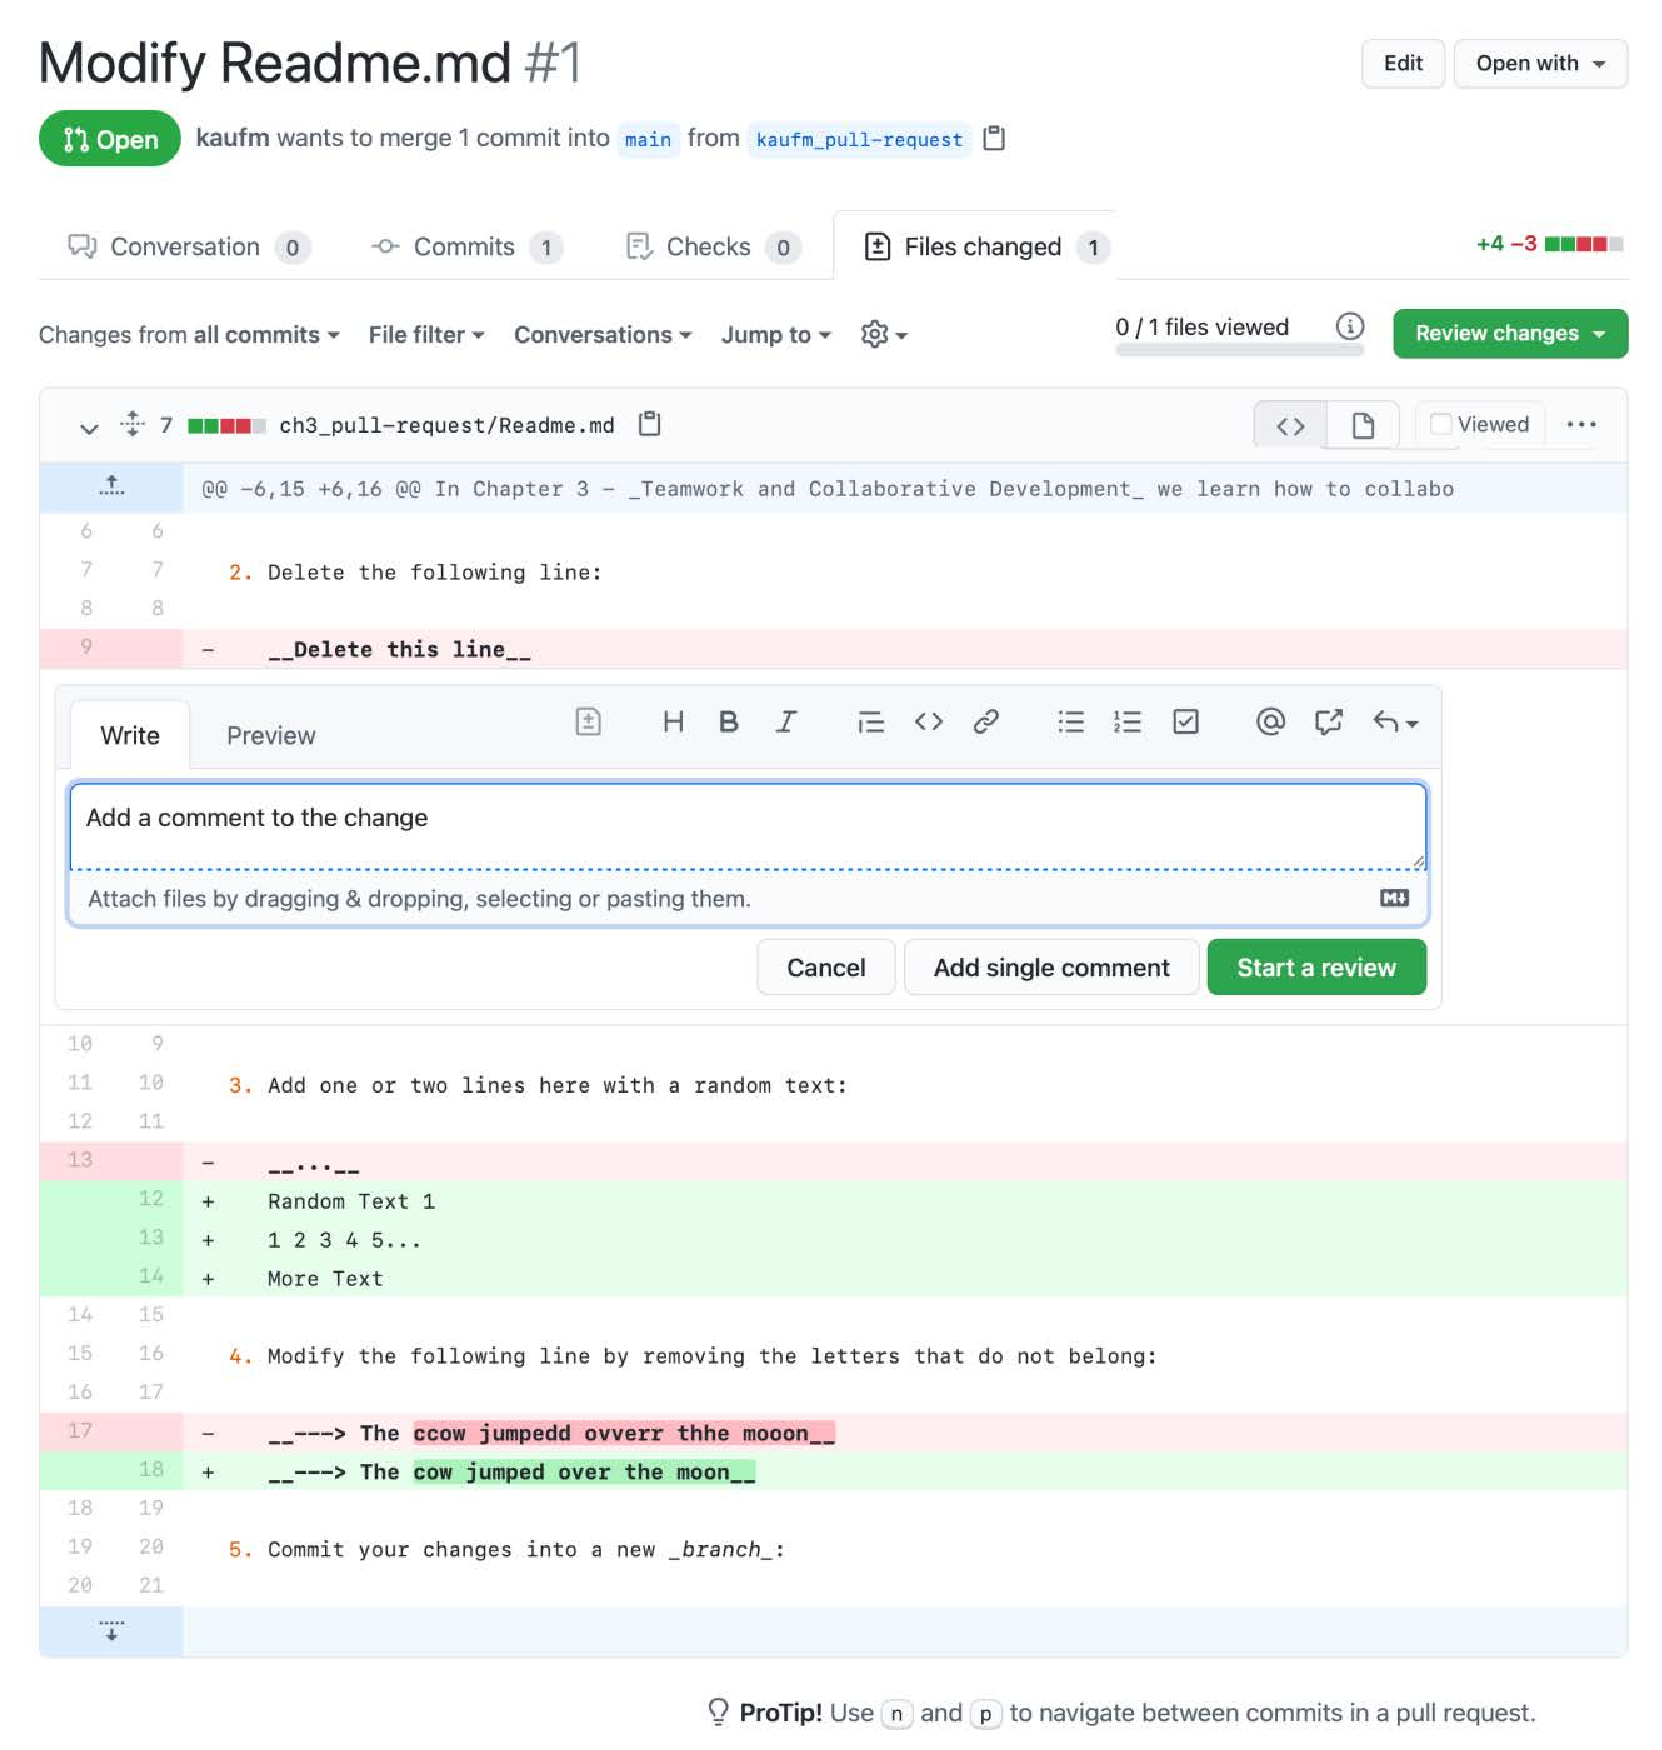 Modify Readme.md #1
Edit Open with
Open kaufm wants to merge 1 commit into main from kaufm_pull-request
Conversation 0 Commits 1 Checks 0 Files changed 1 +4 −3
Changes from all commits File filter Conversations Jump to 0 / 1 files viewed Review changes
7 ch3_pull-request/Readme.md Viewed
@@ −6,15 +6,16 @@ In Chapter 3 – _Teamwork and Collaborative Development_ we learn how to collabo
6 6
7 7 2. Delete the following line:
8 8
9 − __Delete this line__
Write Preview
Add a comment to the change
Attach files by dragging & dropping, selecting or pasting them.
Cancel Add single comment Start a review
10 9
11 10 3. Add one or two lines here with a random text:
12 11
13 − __...__
12 + Random Text 1
13 + 1 2 3 4 5...
14 + More Text
14 15
15 16 4. Modify the following line by removing the letters that do not belong:
16 17
17 − __---> The ccow jumpedd ovverr thhe mooon__
18 + __---> The cow jumped over the moon__
18 19
19 20 5. Commit your changes into a new _branch_:
20 21
ProTip! Use n and p to navigate between commits in a pull request.